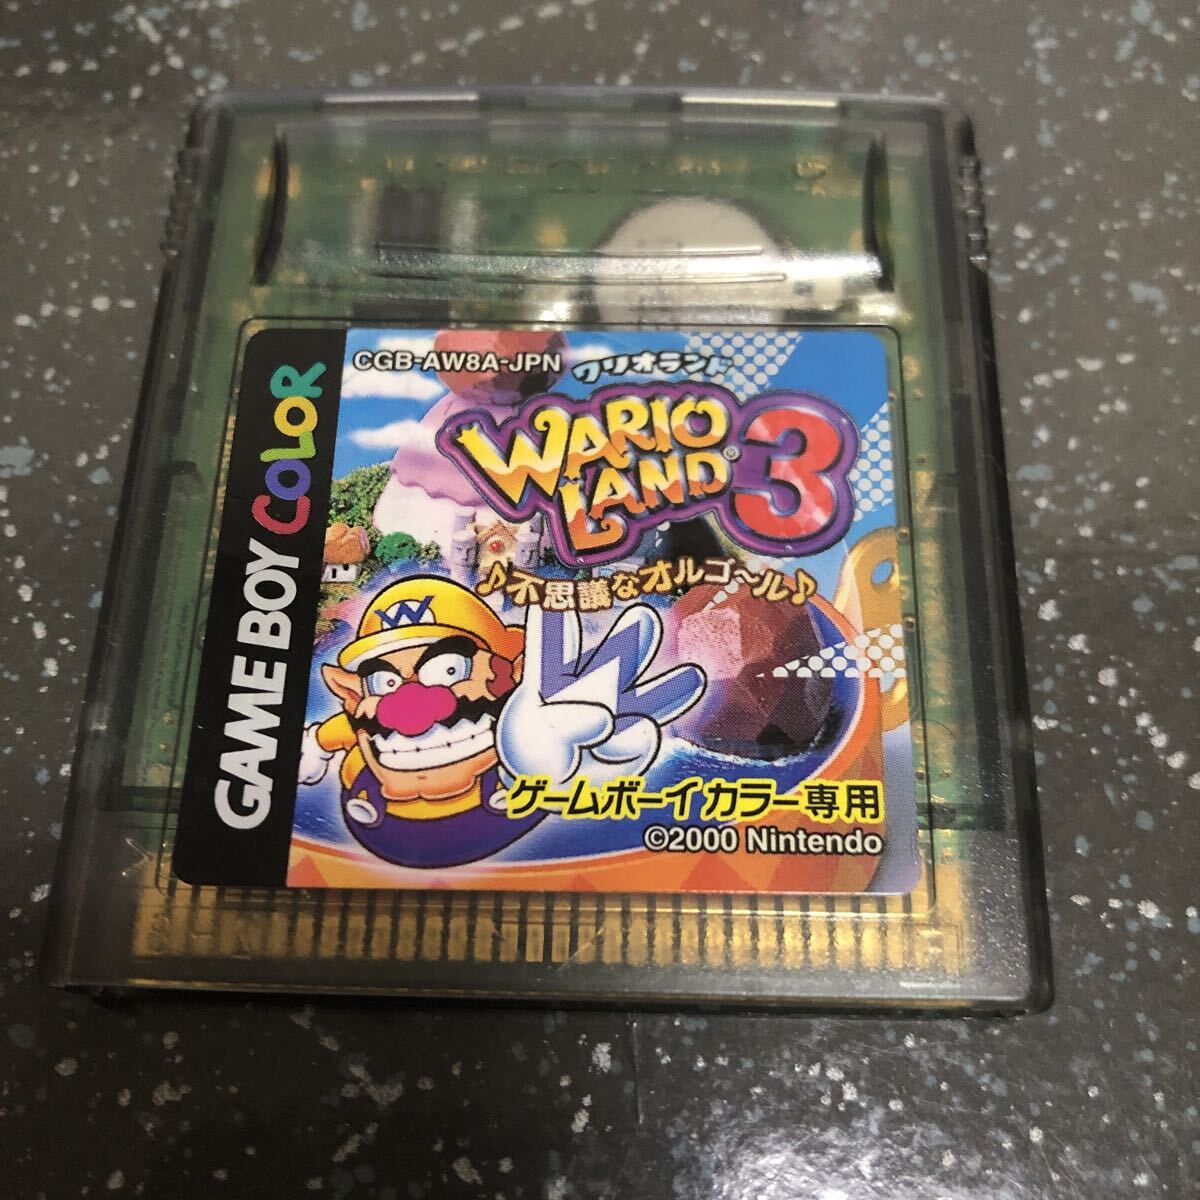 CGB-AW8A-JPN
ワリオランド
WARIO
LAND® 3
♪不思議なオルゴ〜ル♪
W
ゲームボーイカラー専用
©2000 Nintendo
GAME BOY COLOR